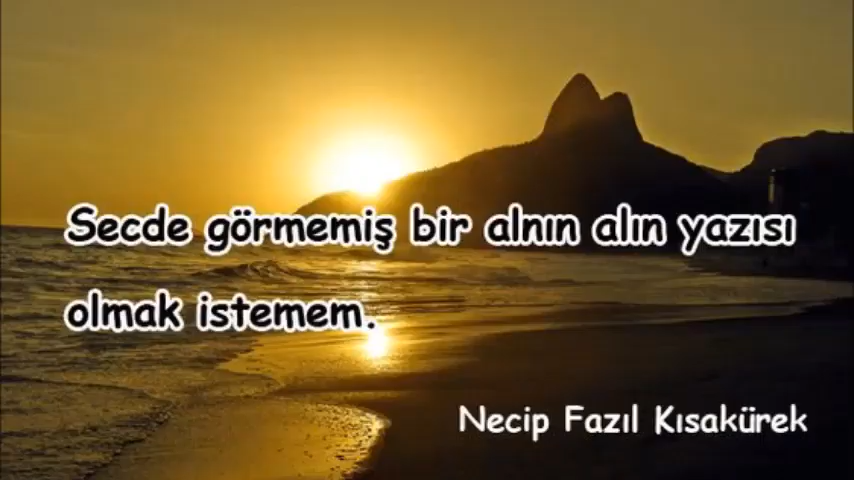 Secde görmemiş bir alnın alın yazısı
olmak istemem.
Necip Fazıl Kısakürek